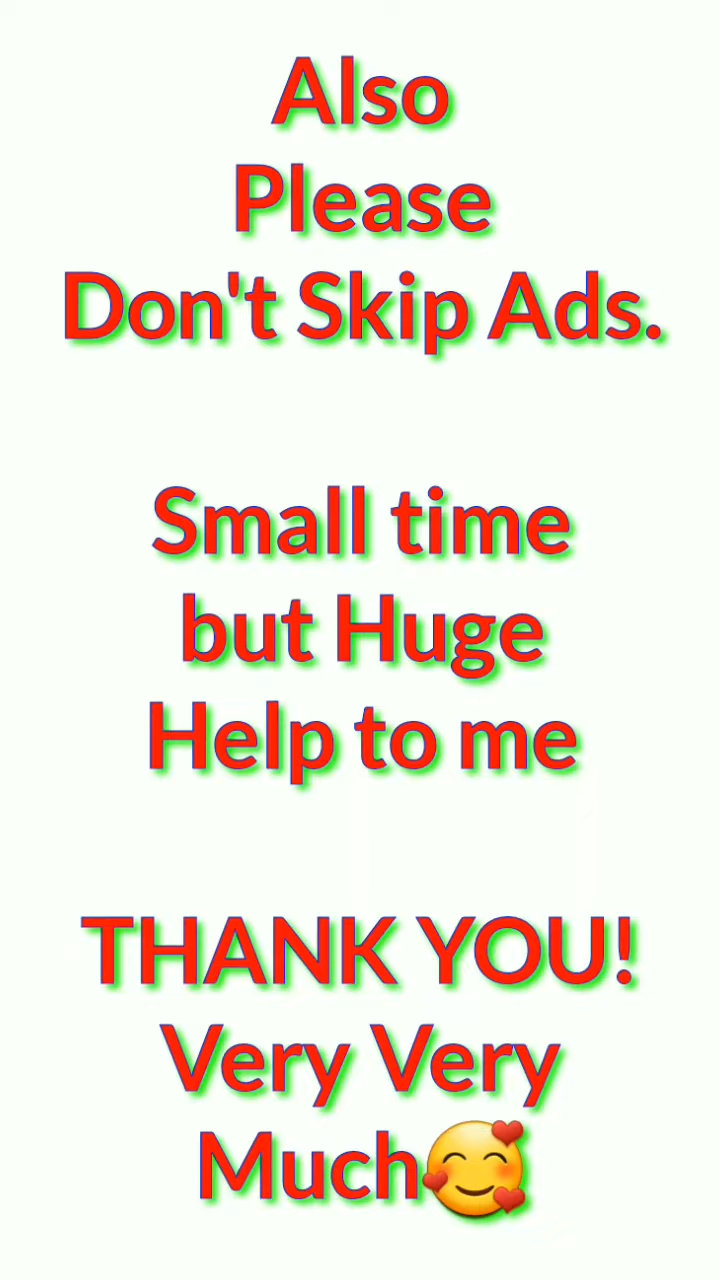 Also
Please
Don't Skip Ads.
Small time
but Huge
Help to me
THANK YOU!
Very Very
Much🥰